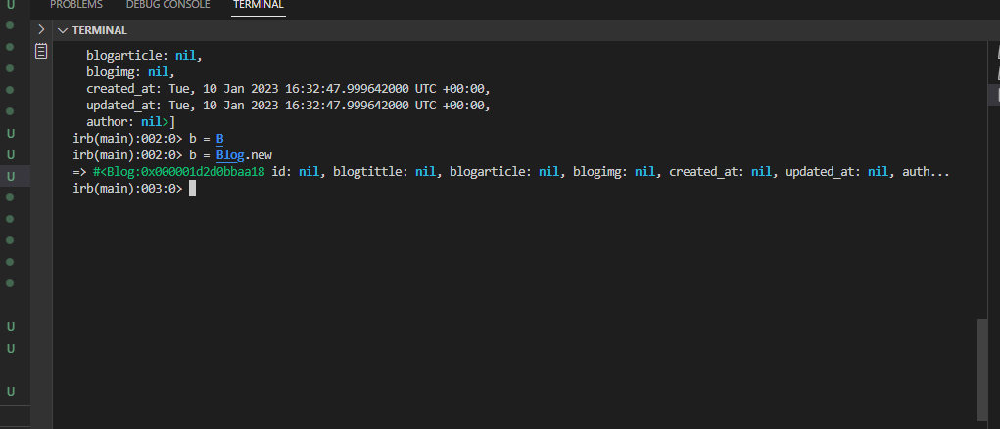 U
PROBLEMS DEBUG CONSOLE TERMINAL
TERMINAL
blogarticle: nil,
blogimg: nil,
created_at: Tue, 10 Jan 2023 16:32:47.999642000 UTC +00:00,
updated_at: Tue, 10 Jan 2023 16:32:47.999642000 UTC +00:00,
author: nil>]
U
irb(main):002:0> b = B
U
irb(main):002:0> b = Blog.new
U
=> #<Blog:0x000001d2d0bbaa18 id: nil, blogtittle: nil, blogarticle: nil, blogimg: nil, created_at: nil, updated_at: nil, auth...
irb(main):003:0>
U
U
U